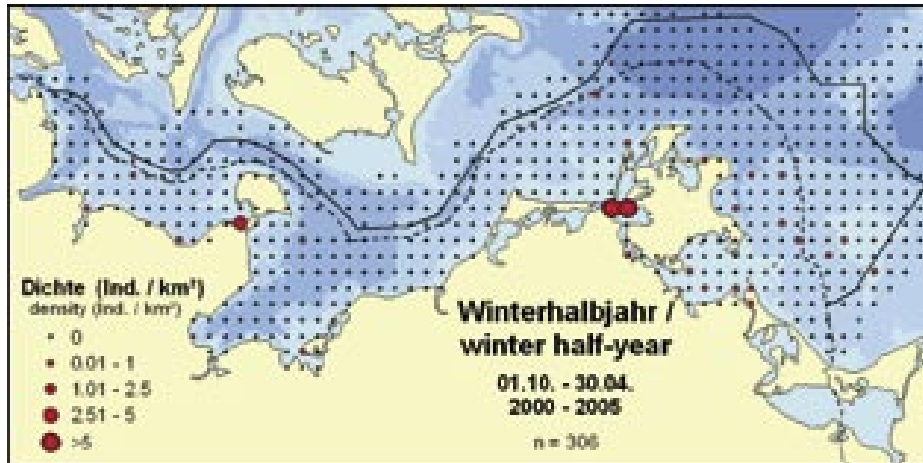 Dichte (Ind. / km²)
density (Ind. / km²)
0
0.01 - 1
1.01 - 2.5
2.51 - 5
>5
Winterhalbjahr /
winter half-year
01.10. - 30.04.
2000 - 2005
n = 306